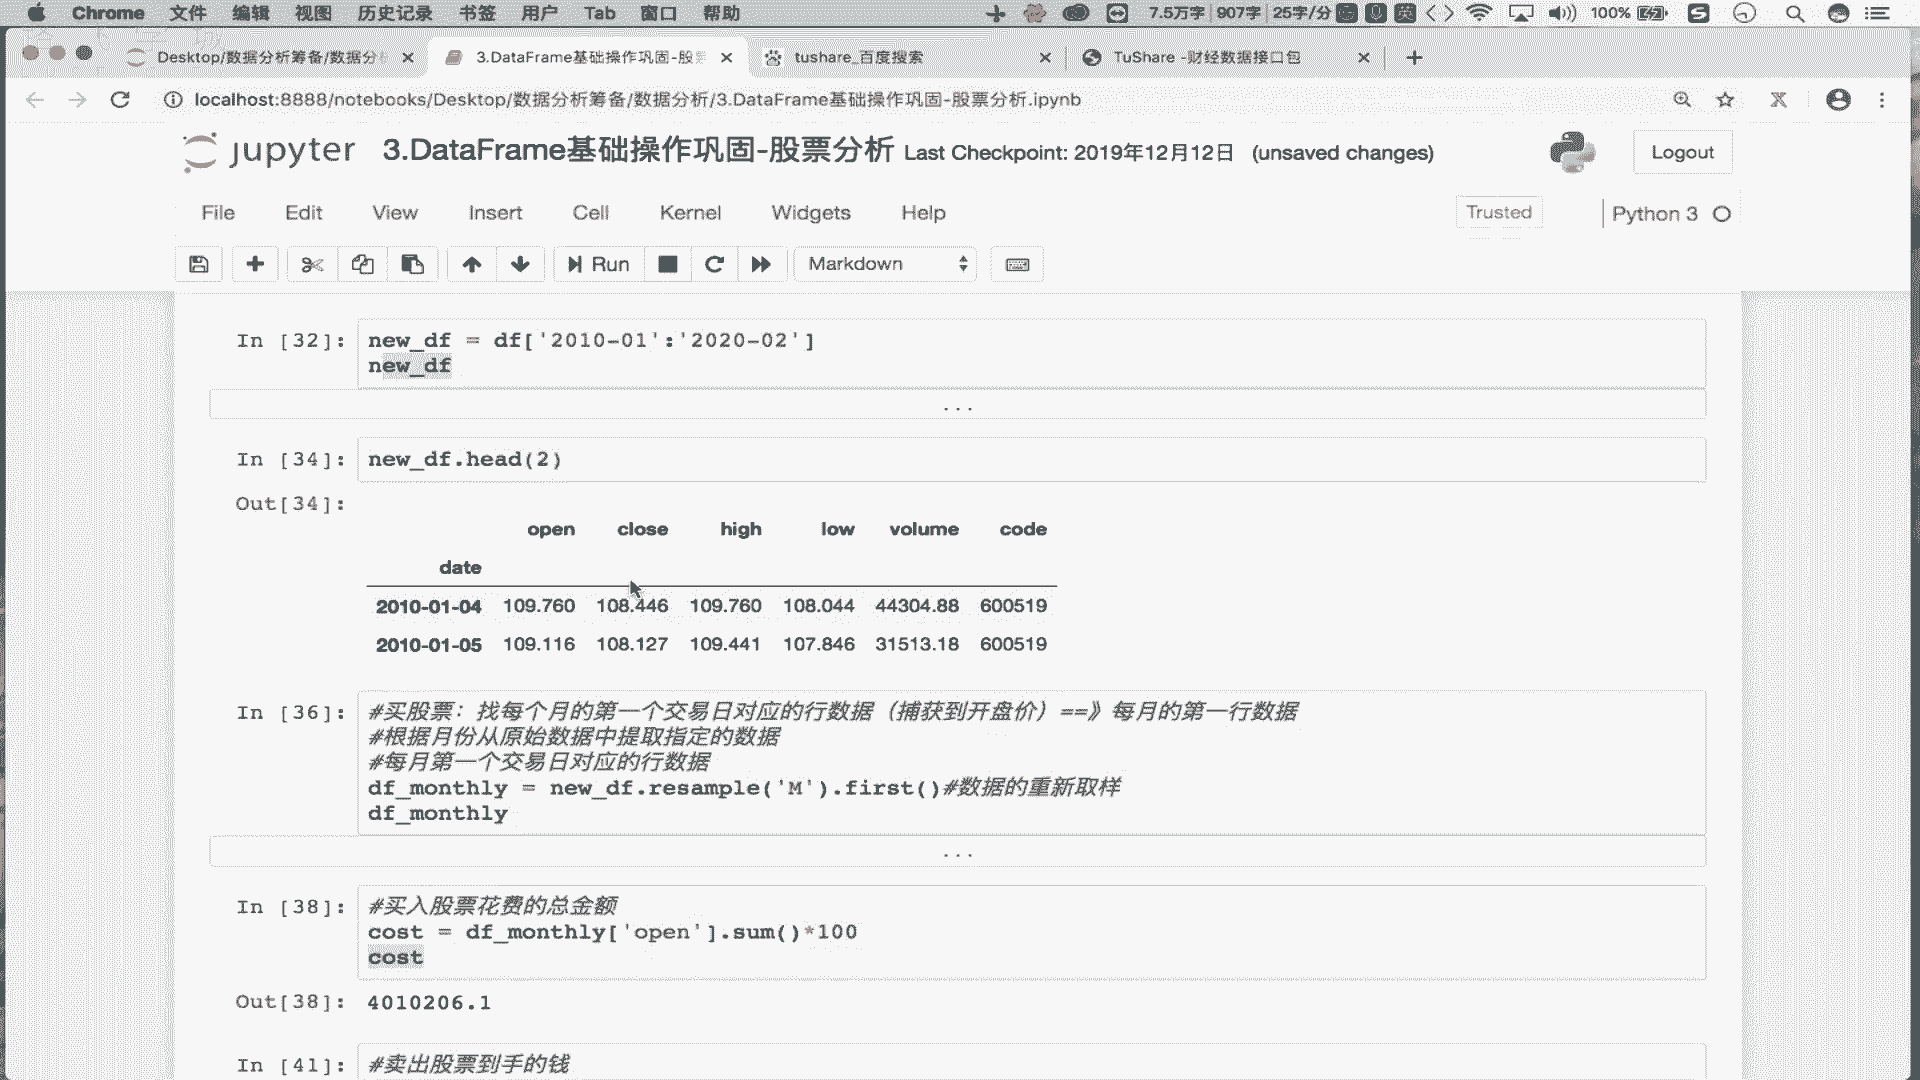 Chrome 文件 编辑 视图 历史记录 书签 用户 Tab 窗口 帮助 7.5万字 907字 25字/分 英 100%
Desktop/数据分析筹备/数据分析 3.DataFrame基础操作巩固-股票 tushare_百度搜索 TuShare -财经数据接口包
localhost:8888/notebooks/Desktop/数据分析筹备/数据分析/3.DataFrame基础操作巩固-股票分析.ipynb
jupyter 3.DataFrame基础操作巩固-股票分析 Last Checkpoint: 2019年12月12日 (unsaved changes) Logout
File Edit View Insert Cell Kernel Widgets Help Trusted Python 3
Run Markdown
In [32]: new_df = df['2010-01':'2020-02']
new_df
...
In [34]: new_df.head(2)
Out[34]:
open close high low volume code
date
2010-01-04 109.760 108.446 109.760 108.044 44304.88 600519
2010-01-05 109.116 108.127 109.441 107.846 31513.18 600519
In [36]: #买股票：找每个月的第一个交易日对应的行数据（捕获到开盘价）==》每月的第一行数据
#根据月份从原始数据中提取指定的数据
#每月第一个交易日对应的行数据
df_monthly = new_df.resample('M').first()#数据的重新取样
df_monthly
...
In [38]: #买入股票花费的总金额
cost = df_monthly['open'].sum()*100
cost
Out[38]: 4010206.1
In [41]: #卖出股票到手的钱